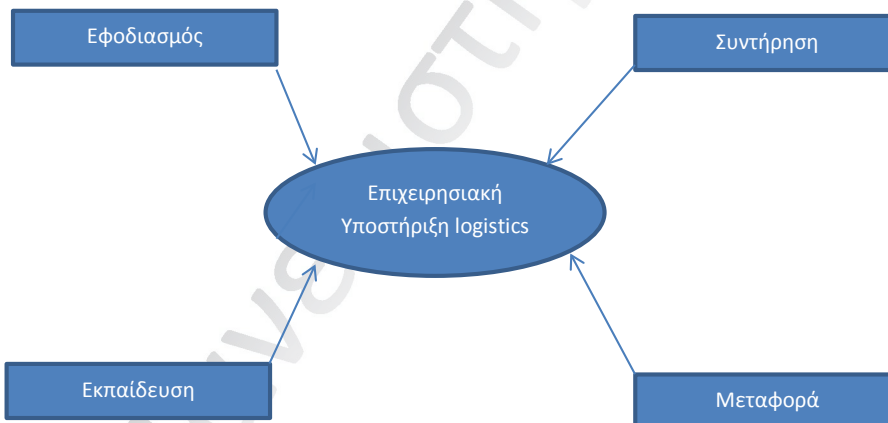 Εφοδιασμός
Συντήρηση
Επιχειρησιακή
Υποστήριξη logistics
Εκπαίδευση
Μεταφορά